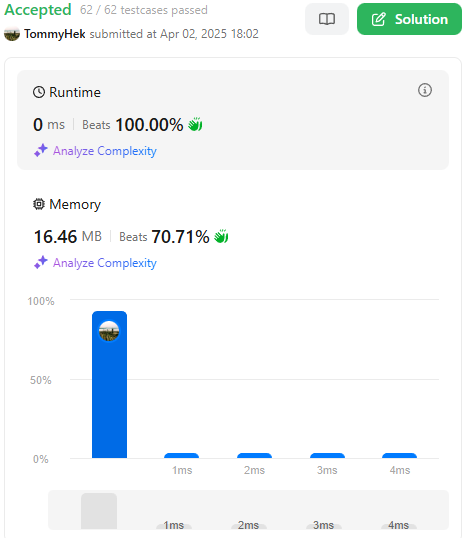 Accepted 62 / 62 testcases passed
TommyHek submitted at Apr 02, 2025 18:02
Solution
Runtime
0 ms Beats 100.00%
Analyze Complexity
Memory
16.46 MB Beats 70.71%
Analyze Complexity
100%
50%
0%
1ms 2ms 3ms 4ms
1ms 2ms 3ms 4ms